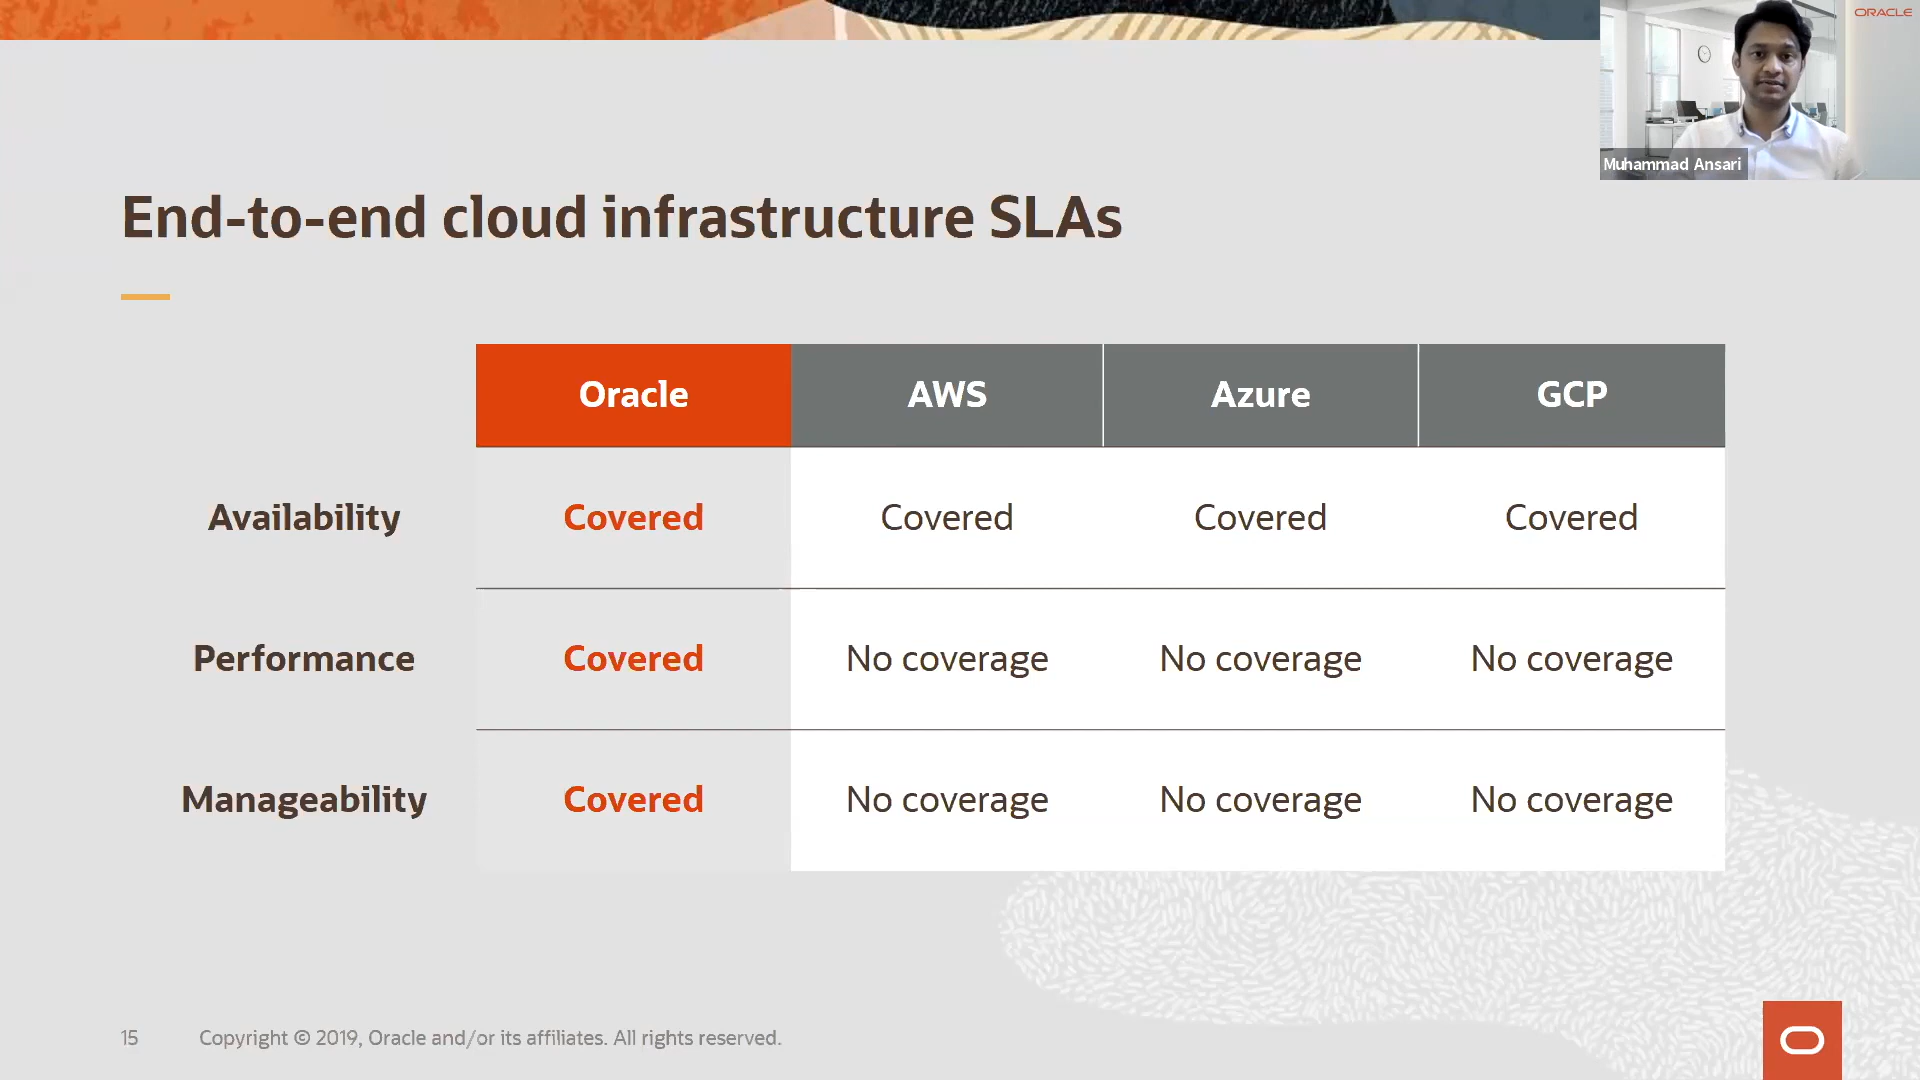 ORACLE
Muhammad Ansari
End-to-end cloud infrastructure SLAs
Oracle AWS Azure GCP
Availability Covered Covered Covered Covered
Performance Covered No coverage No coverage No coverage
Manageability Covered No coverage No coverage No coverage
15 Copyright © 2019, Oracle and/or its affiliates. All rights reserved.